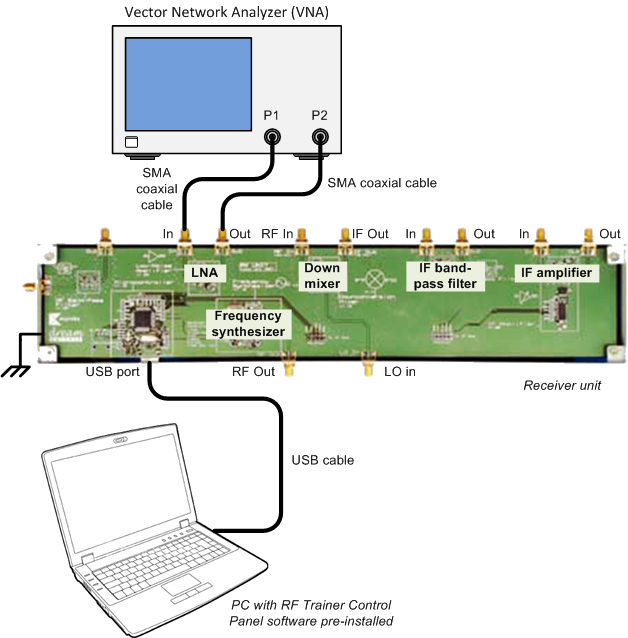 Vector Network Analyzer (VNA)
P1
P2
SMA
coaxial
cable
SMA coaxial cable
In
Out
RF In
IF Out
In
Out
In
Out
LNA
Down
mixer
IF band-
pass filter
IF amplifier
Frequency
synthesizer
USB port
RF Out
LO in
Receiver unit
USB cable
PC with RF Trainer Control
Panel software pre-installed